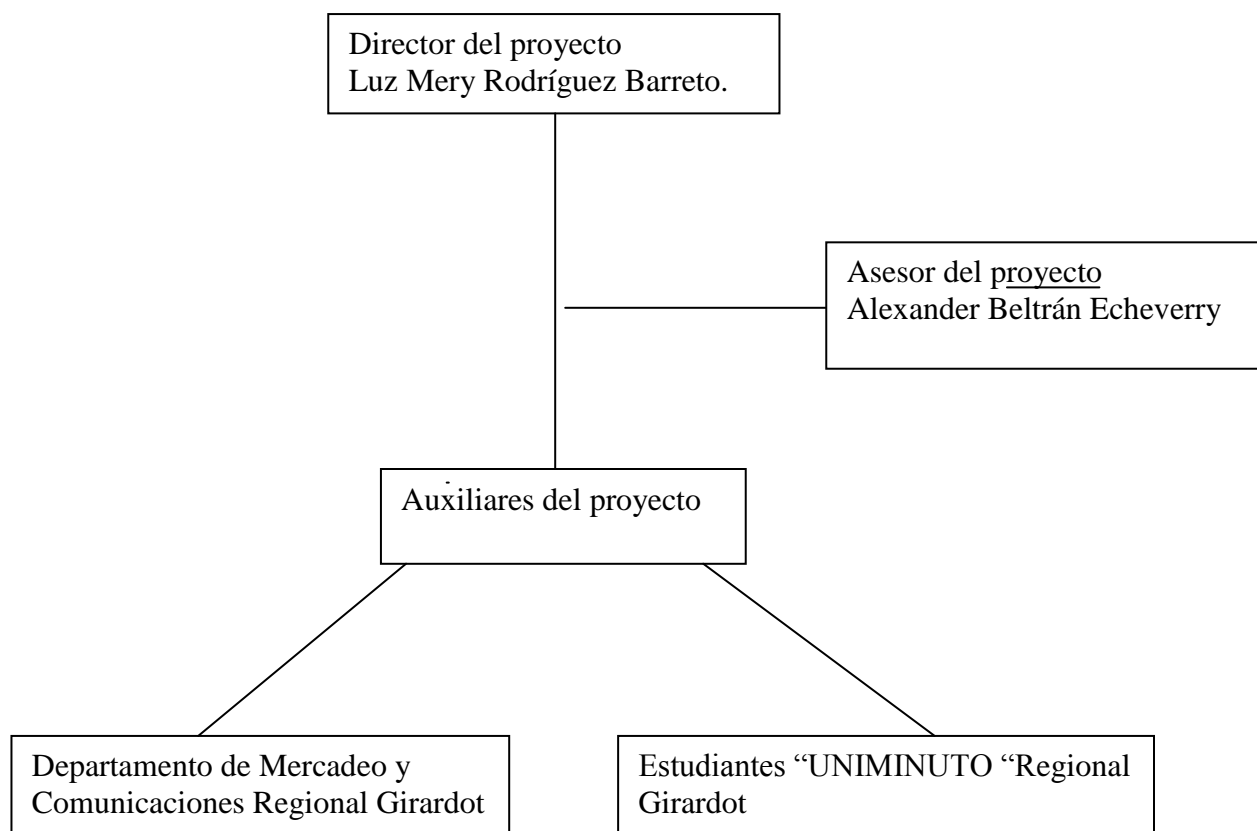 Director del proyecto
Luz Mery Rodríguez Barreto.
Asesor del proyecto
Alexander Beltrán Echeverry
Auxiliares del proyecto
Departamento de Mercadeo y
Comunicaciones Regional Girardot
Estudiantes “UNIMINUTO “Regional
Girardot